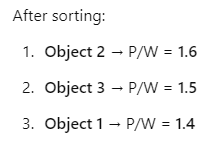 After sorting:
1. Object 2 → P/W = 1.6
2. Object 3 → P/W = 1.5
3. Object 1 → P/W = 1.4